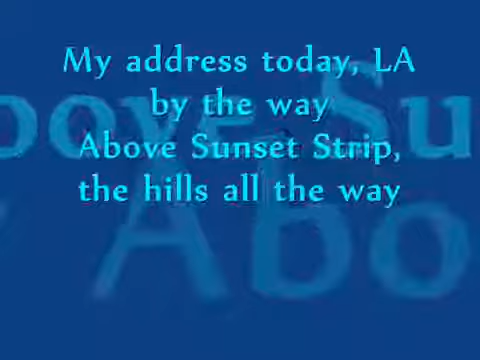 My address today, LA
by the way
Above Sunset Strip,
the hills all the way